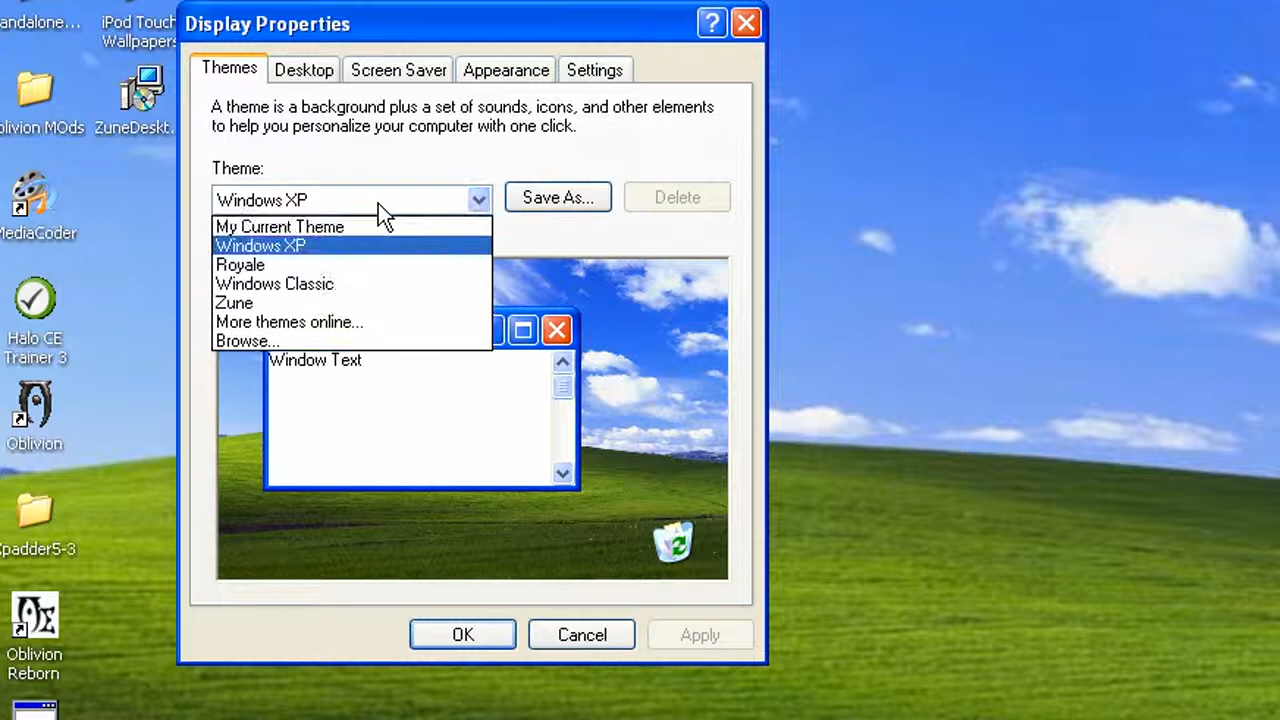 andalone...
iPod Touch
Wallpapers
Display Properties
Themes
Desktop
Screen Saver
Appearance
Settings
A theme is a background plus a set of sounds, icons, and other elements
to help you personalize your computer with one click.
Theme:
Windows XP
Save As...
Delete
My Current Theme
Windows XP
Royale
Windows Classic
Zune
More themes online...
Browse...
Window Text
OK
Cancel
Apply
blivion MOds
ZuneDeskt...
MediaCoder
Halo CE
Trainer 3
Oblivion
Xpadder5-3
Oblivion
Reborn